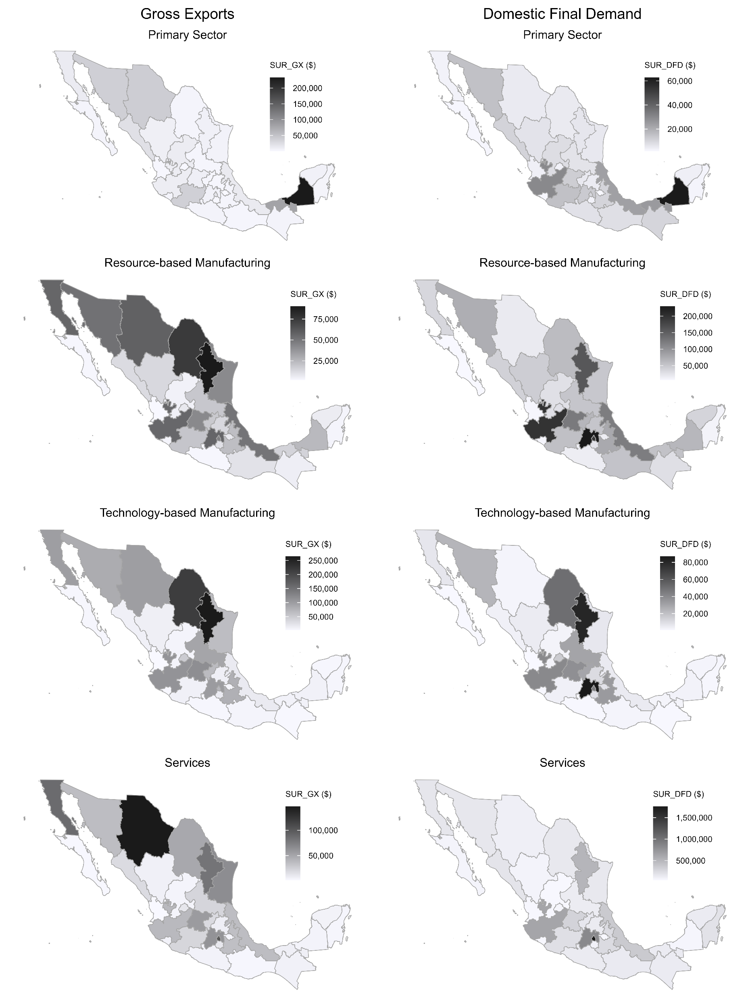 Gross Exports
Domestic Final Demand
Primary Sector
Primary Sector
SUR_GX ($)
200,000
150,000
100,000
50,000
SUR_DFD ($)
60,000
40,000
20,000
Resource-based Manufacturing
Resource-based Manufacturing
SUR_GX ($)
75,000
50,000
25,000
SUR_DFD ($)
200,000
150,000
100,000
50,000
Technology-based Manufacturing
Technology-based Manufacturing
SUR_GX ($)
250,000
200,000
150,000
100,000
50,000
SUR_DFD ($)
80,000
60,000
40,000
20,000
Services
Services
SUR_GX ($)
100,000
50,000
SUR_DFD ($)
1,500,000
1,000,000
500,000